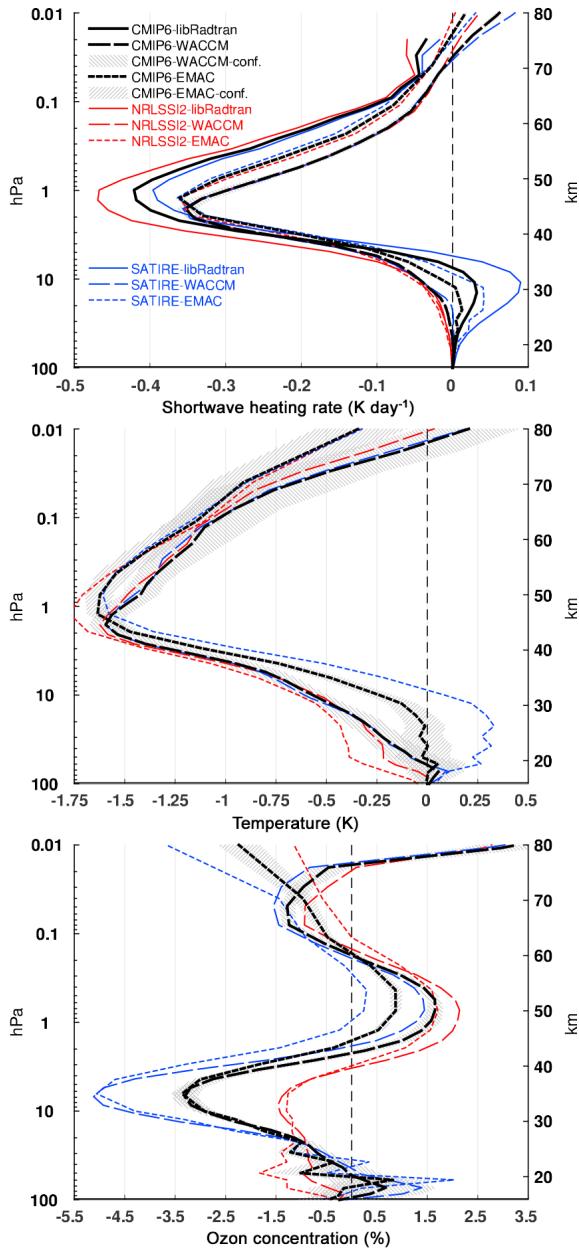 0.01
0.1
1
10
100
hPa
80
70
60
50
40
30
20
km
CMIP6-libRadtran
CMIP6-WACCM
CMIP6-WACCM-conf.
CMIP6-EMAC
CMIP6-EMAC-conf.
NRLSSI2-libRadtran
NRLSSI2-WACCM
NRLSSI2-EMAC
SATIRE-libRadtran
SATIRE-WACCM
SATIRE-EMAC
-0.5 -0.4 -0.3 -0.2 -0.1 0 0.1
Shortwave heating rate (K day-1)
0.01
0.1
1
10
100
hPa
80
70
60
50
40
30
20
km
-1.75 -1.5 -1.25 -1 -0.75 -0.5 -0.25 0 0.25 0.5
Temperature (K)
0.01
0.1
1
10
100
hPa
80
70
60
50
40
30
20
km
-5.5 -4.5 -3.5 -2.5 -1.5 -0.5 0.5 1.5 2.5 3.5
Ozon concentration (%)